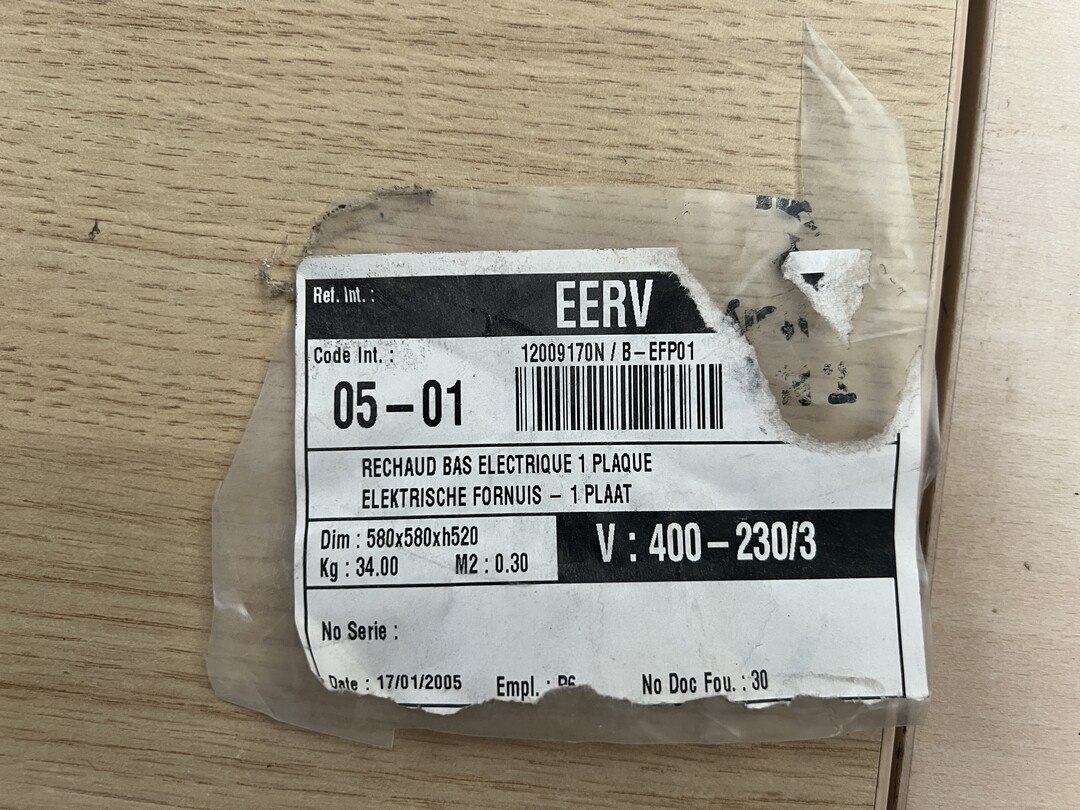 Ref. Int. : EERV
Code Int. : 12009170N / B-EFP01
05-01
RECHAUD BAS ELECTRIQUE 1 PLAQUE
ELEKTRISCHE FORNUIS - 1 PLAAT
Dim : 580x580xh520
Kg : 34.00 M2 : 0.30
V : 400-230/3
No Serie :
Date : 17/01/2005 Empl. : No Doc Fou. : 30